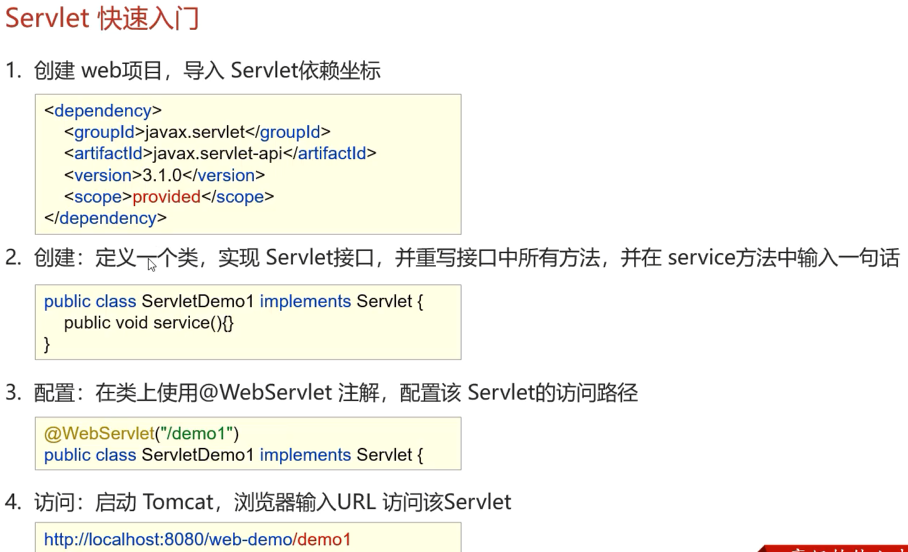 Servlet 快速入门
1. 创建 web项目，导入 Servlet依赖坐标
<dependency>
<groupId>javax.servlet</groupId>
<artifactId>javax.servlet-api</artifactId>
<version>3.1.0</version>
<scope>provided</scope>
</dependency>
2. 创建：定义一个类，实现 Servlet接口，并重写接口中所有方法，并在 service方法中输入一句话
public class ServletDemo1 implements Servlet {
public void service(){}
}
3. 配置：在类上使用@WebServlet 注解，配置该 Servlet的访问路径
@WebServlet("/demo1")
public class ServletDemo1 implements Servlet {
4. 访问：启动 Tomcat，浏览器输入URL 访问该Servlet
http://localhost:8080/web-demo/demo1